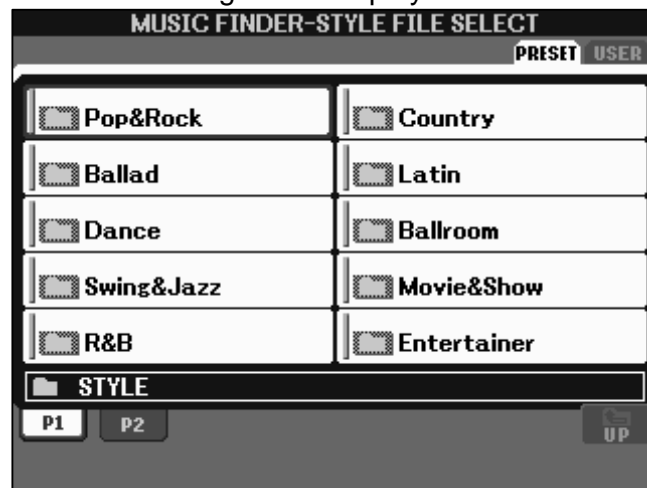 MUSIC FINDER-STYLE FILE SELECT
PRESET USER
Pop&Rock Country
Ballad Latin
Dance Ballroom
Swing&Jazz Movie&Show
R&B Entertainer
STYLE
P1 P2 UP